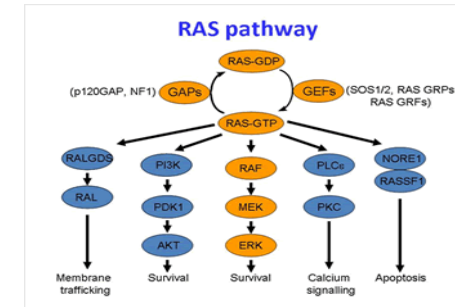 RAS pathway
RAS-GDP
(p120GAP, NF1)
GAPs
GEFs
(SOS1/2, RAS GRPs
RAS GRFs)
RAS-GTP
RALGDS
PI3K
RAF
PLCε
NORE1
RASSF1
RAL
PDK1
MEK
PKC
AKT
ERK
Membrane
trafficking
Survival
Survival
Calcium
signalling
Apoptosis